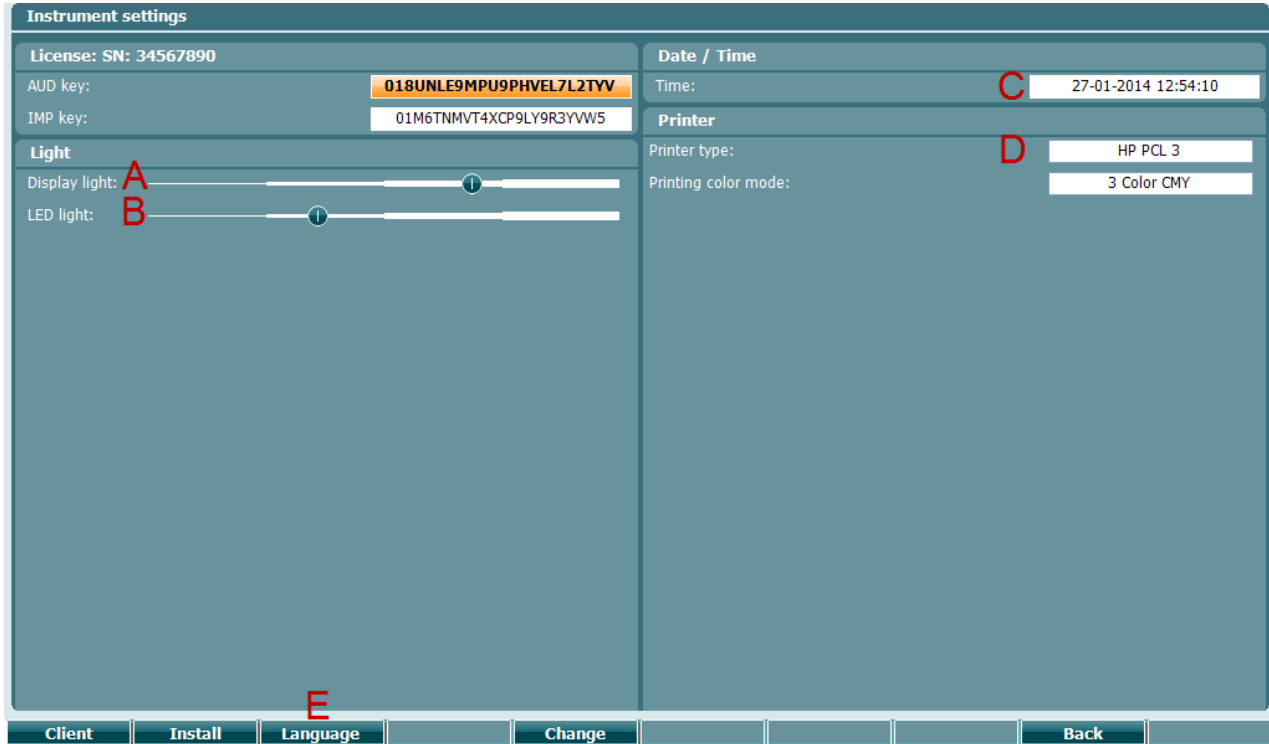 Instrument settings
License: SN: 34567890
AUD key: 018UNLE9MPU9PHVEL7L2TYV
IMP key: 01M6TNMVT4XCP9LY9R3YVW5
Light
Display light: A
LED light: B
Date / Time
Time: C 27-01-2014 12:54:10
Printer
Printer type: D HP PCL 3
Printing color mode: 3 Color CMY
E
Client Install Language Change Back